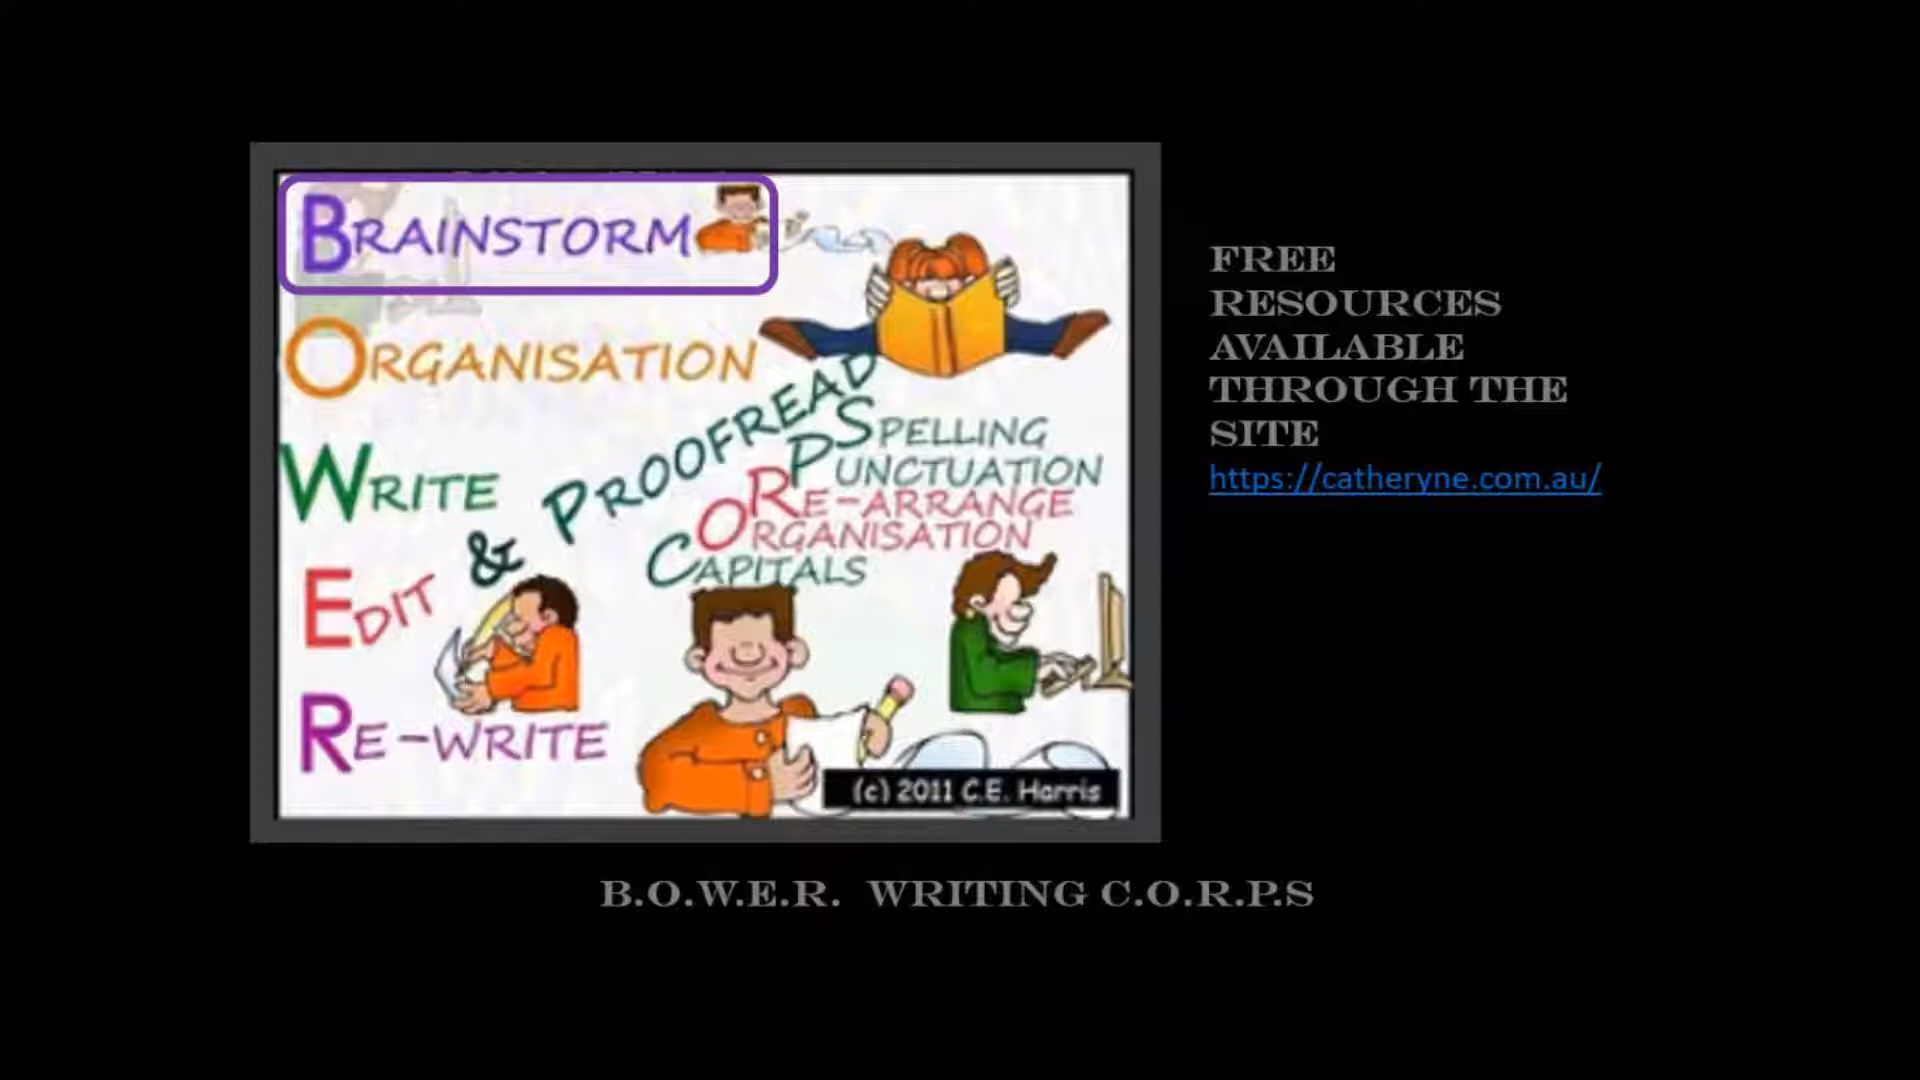 BRAINSTORM
ORGANISATION
WRITE
EDIT
& PROOFREAD
SPELLING
PUNCTUATION
RE-ARRANGE
ORGANISATION
CAPITALS
RE-WRITE
(c) 2011 C.E. Harris
FREE
RESOURCES
AVAILABLE
THROUGH THE
SITE
https://catheryne.com.au/
B.O.W.E.R. WRITING C.O.R.P.S